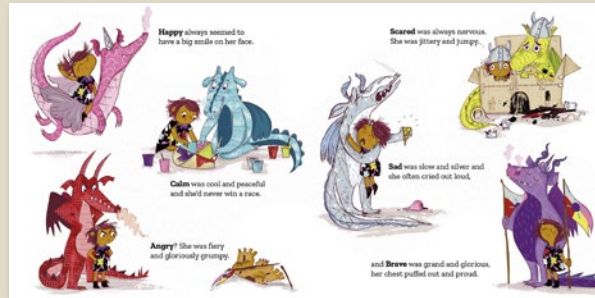 Happy always seemed to
have a big smile on her face.
Calm was cool and peaceful
and she'd never win a race.
Angry? She was fiery
and gloriously grumpy.
Scared was always nervous.
She was jittery and jumpy.
Sad was slow and silver and
she often cried out loud,
and Brave was grand and glorious,
her chest puffed out and proud.